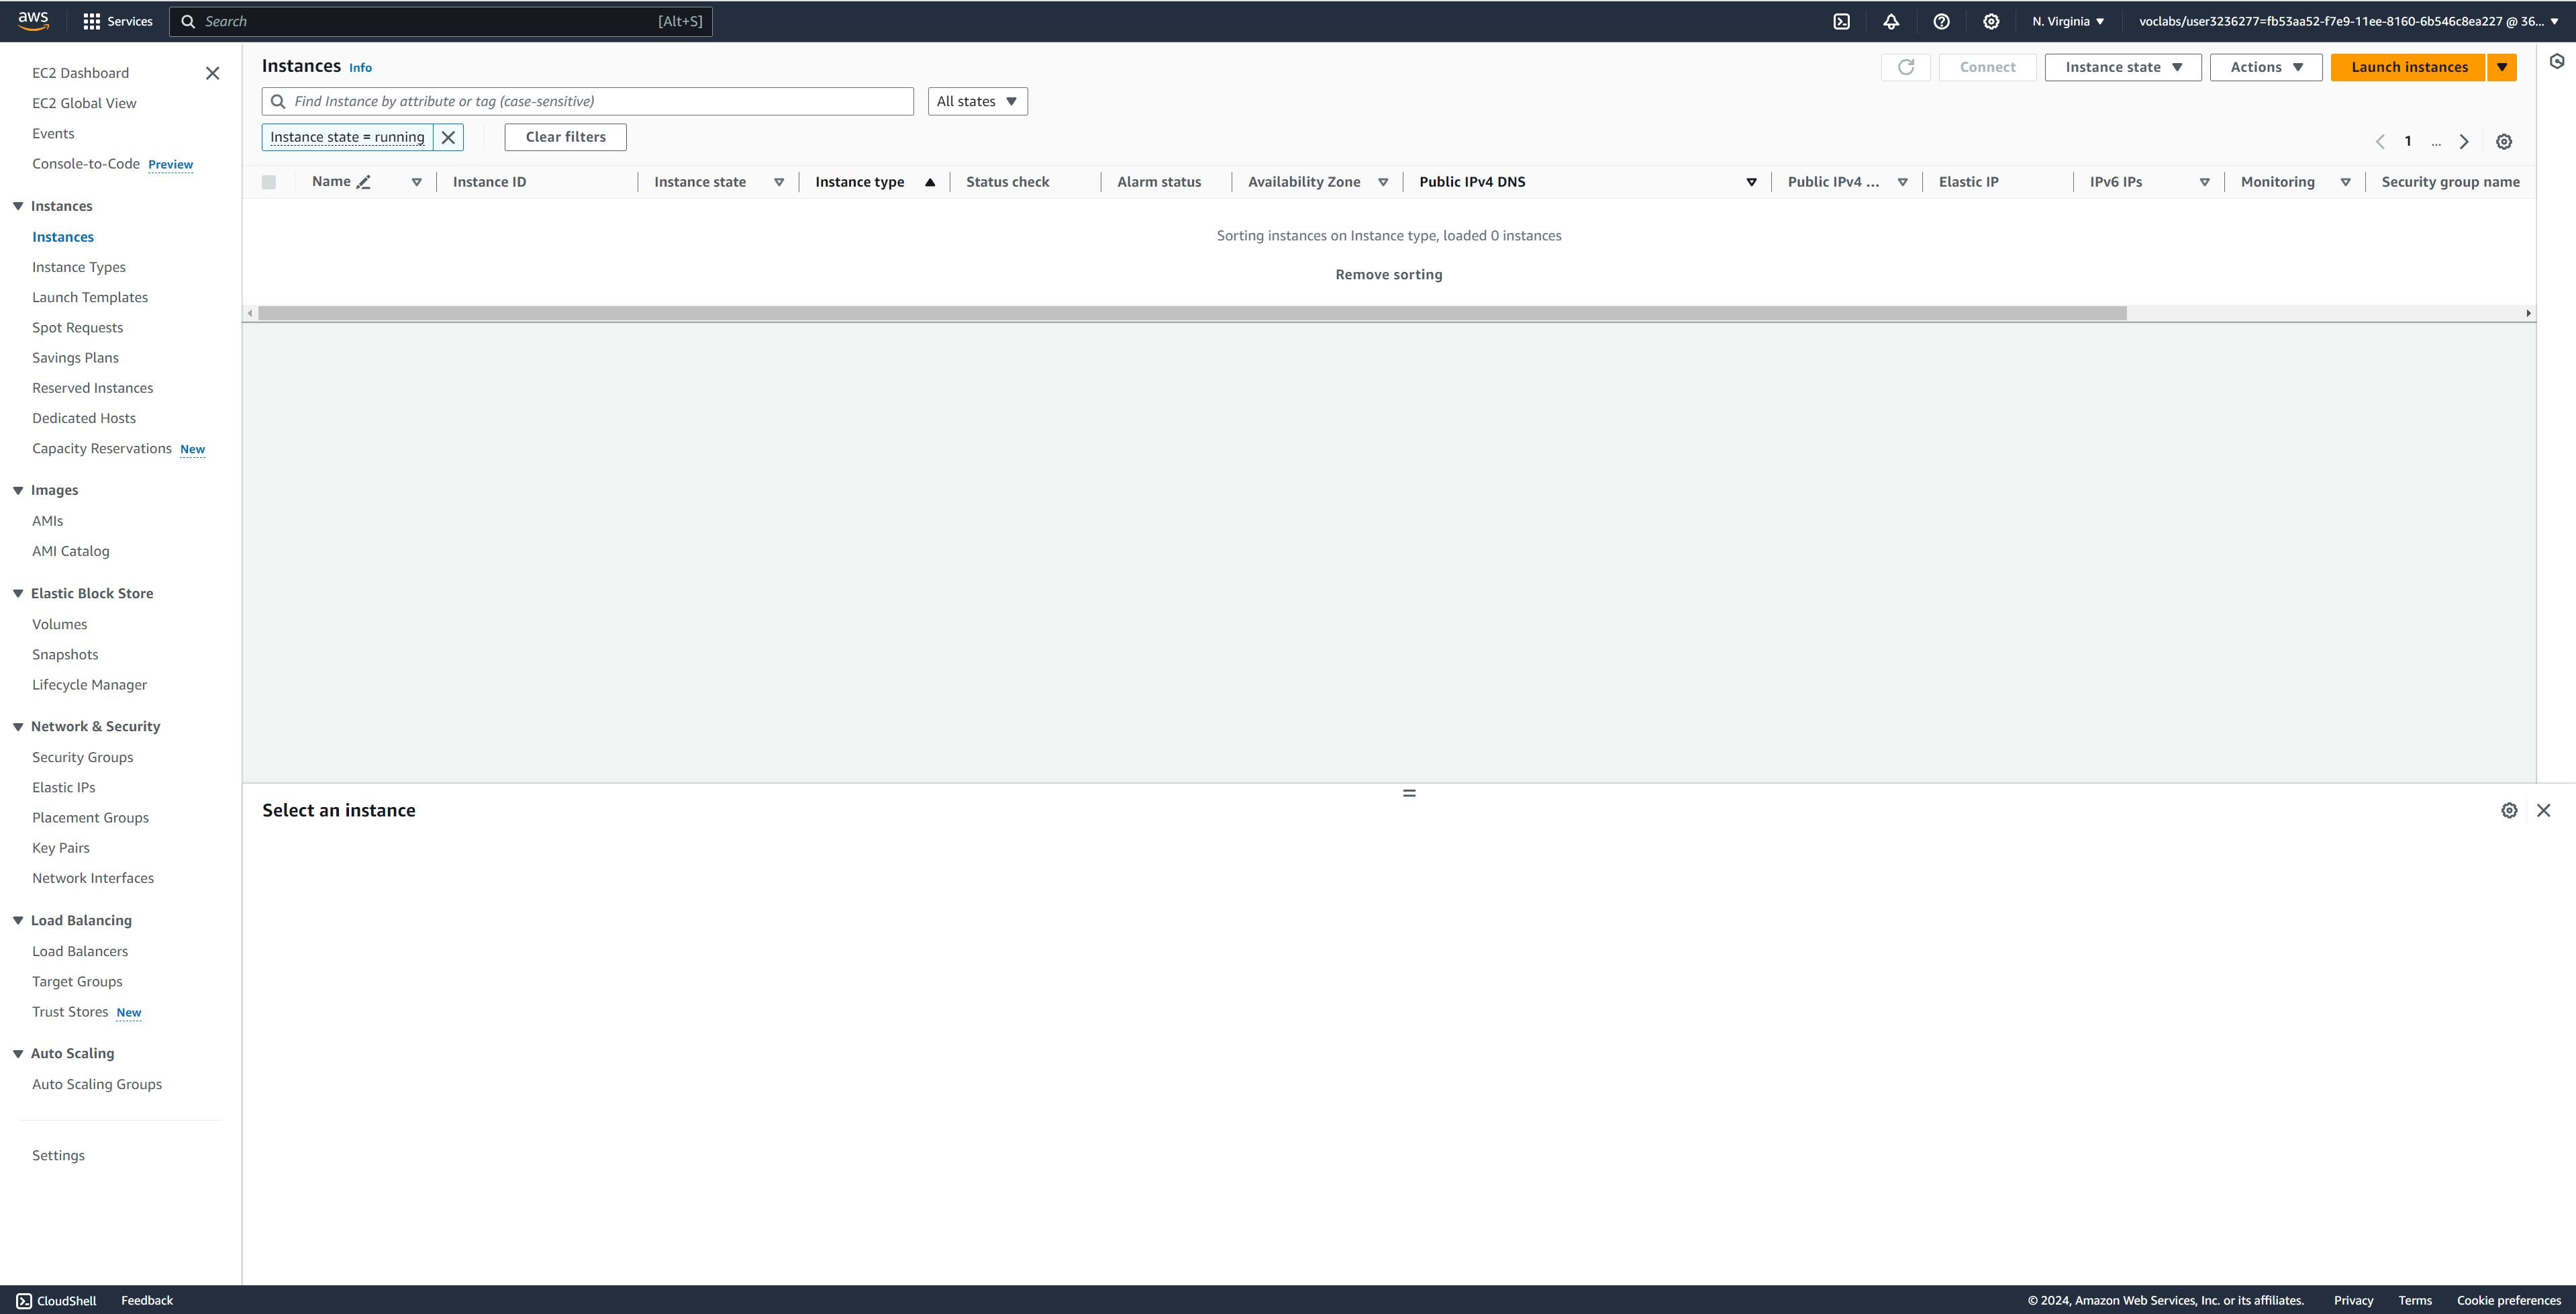 aws
Services
Search
[Alt+S]
N. Virginia
voclabs/user3236277=fb53aa52-f7e9-11ee-8160-6b546c8ea227 @ 36...
EC2 Dashboard
EC2 Global View
Events
Console-to-Code Preview
Instances
Instances
Instance Types
Launch Templates
Spot Requests
Savings Plans
Reserved Instances
Dedicated Hosts
Capacity Reservations New
Images
AMIs
AMI Catalog
Elastic Block Store
Volumes
Snapshots
Lifecycle Manager
Network & Security
Security Groups
Elastic IPs
Placement Groups
Key Pairs
Network Interfaces
Load Balancing
Load Balancers
Target Groups
Trust Stores New
Auto Scaling
Auto Scaling Groups
Settings
Instances Info
Connect
Instance state
Actions
Launch instances
Find Instance by attribute or tag (case-sensitive)
All states
Instance state = running
Clear filters
1 ...
Name
Instance ID
Instance state
Instance type
Status check
Alarm status
Availability Zone
Public IPv4 DNS
Public IPv4 ...
Elastic IP
IPv6 IPs
Monitoring
Security group name
Sorting instances on Instance type, loaded 0 instances
Remove sorting
Select an instance
CloudShell
Feedback
© 2024, Amazon Web Services, Inc. or its affiliates.
Privacy
Terms
Cookie preferences